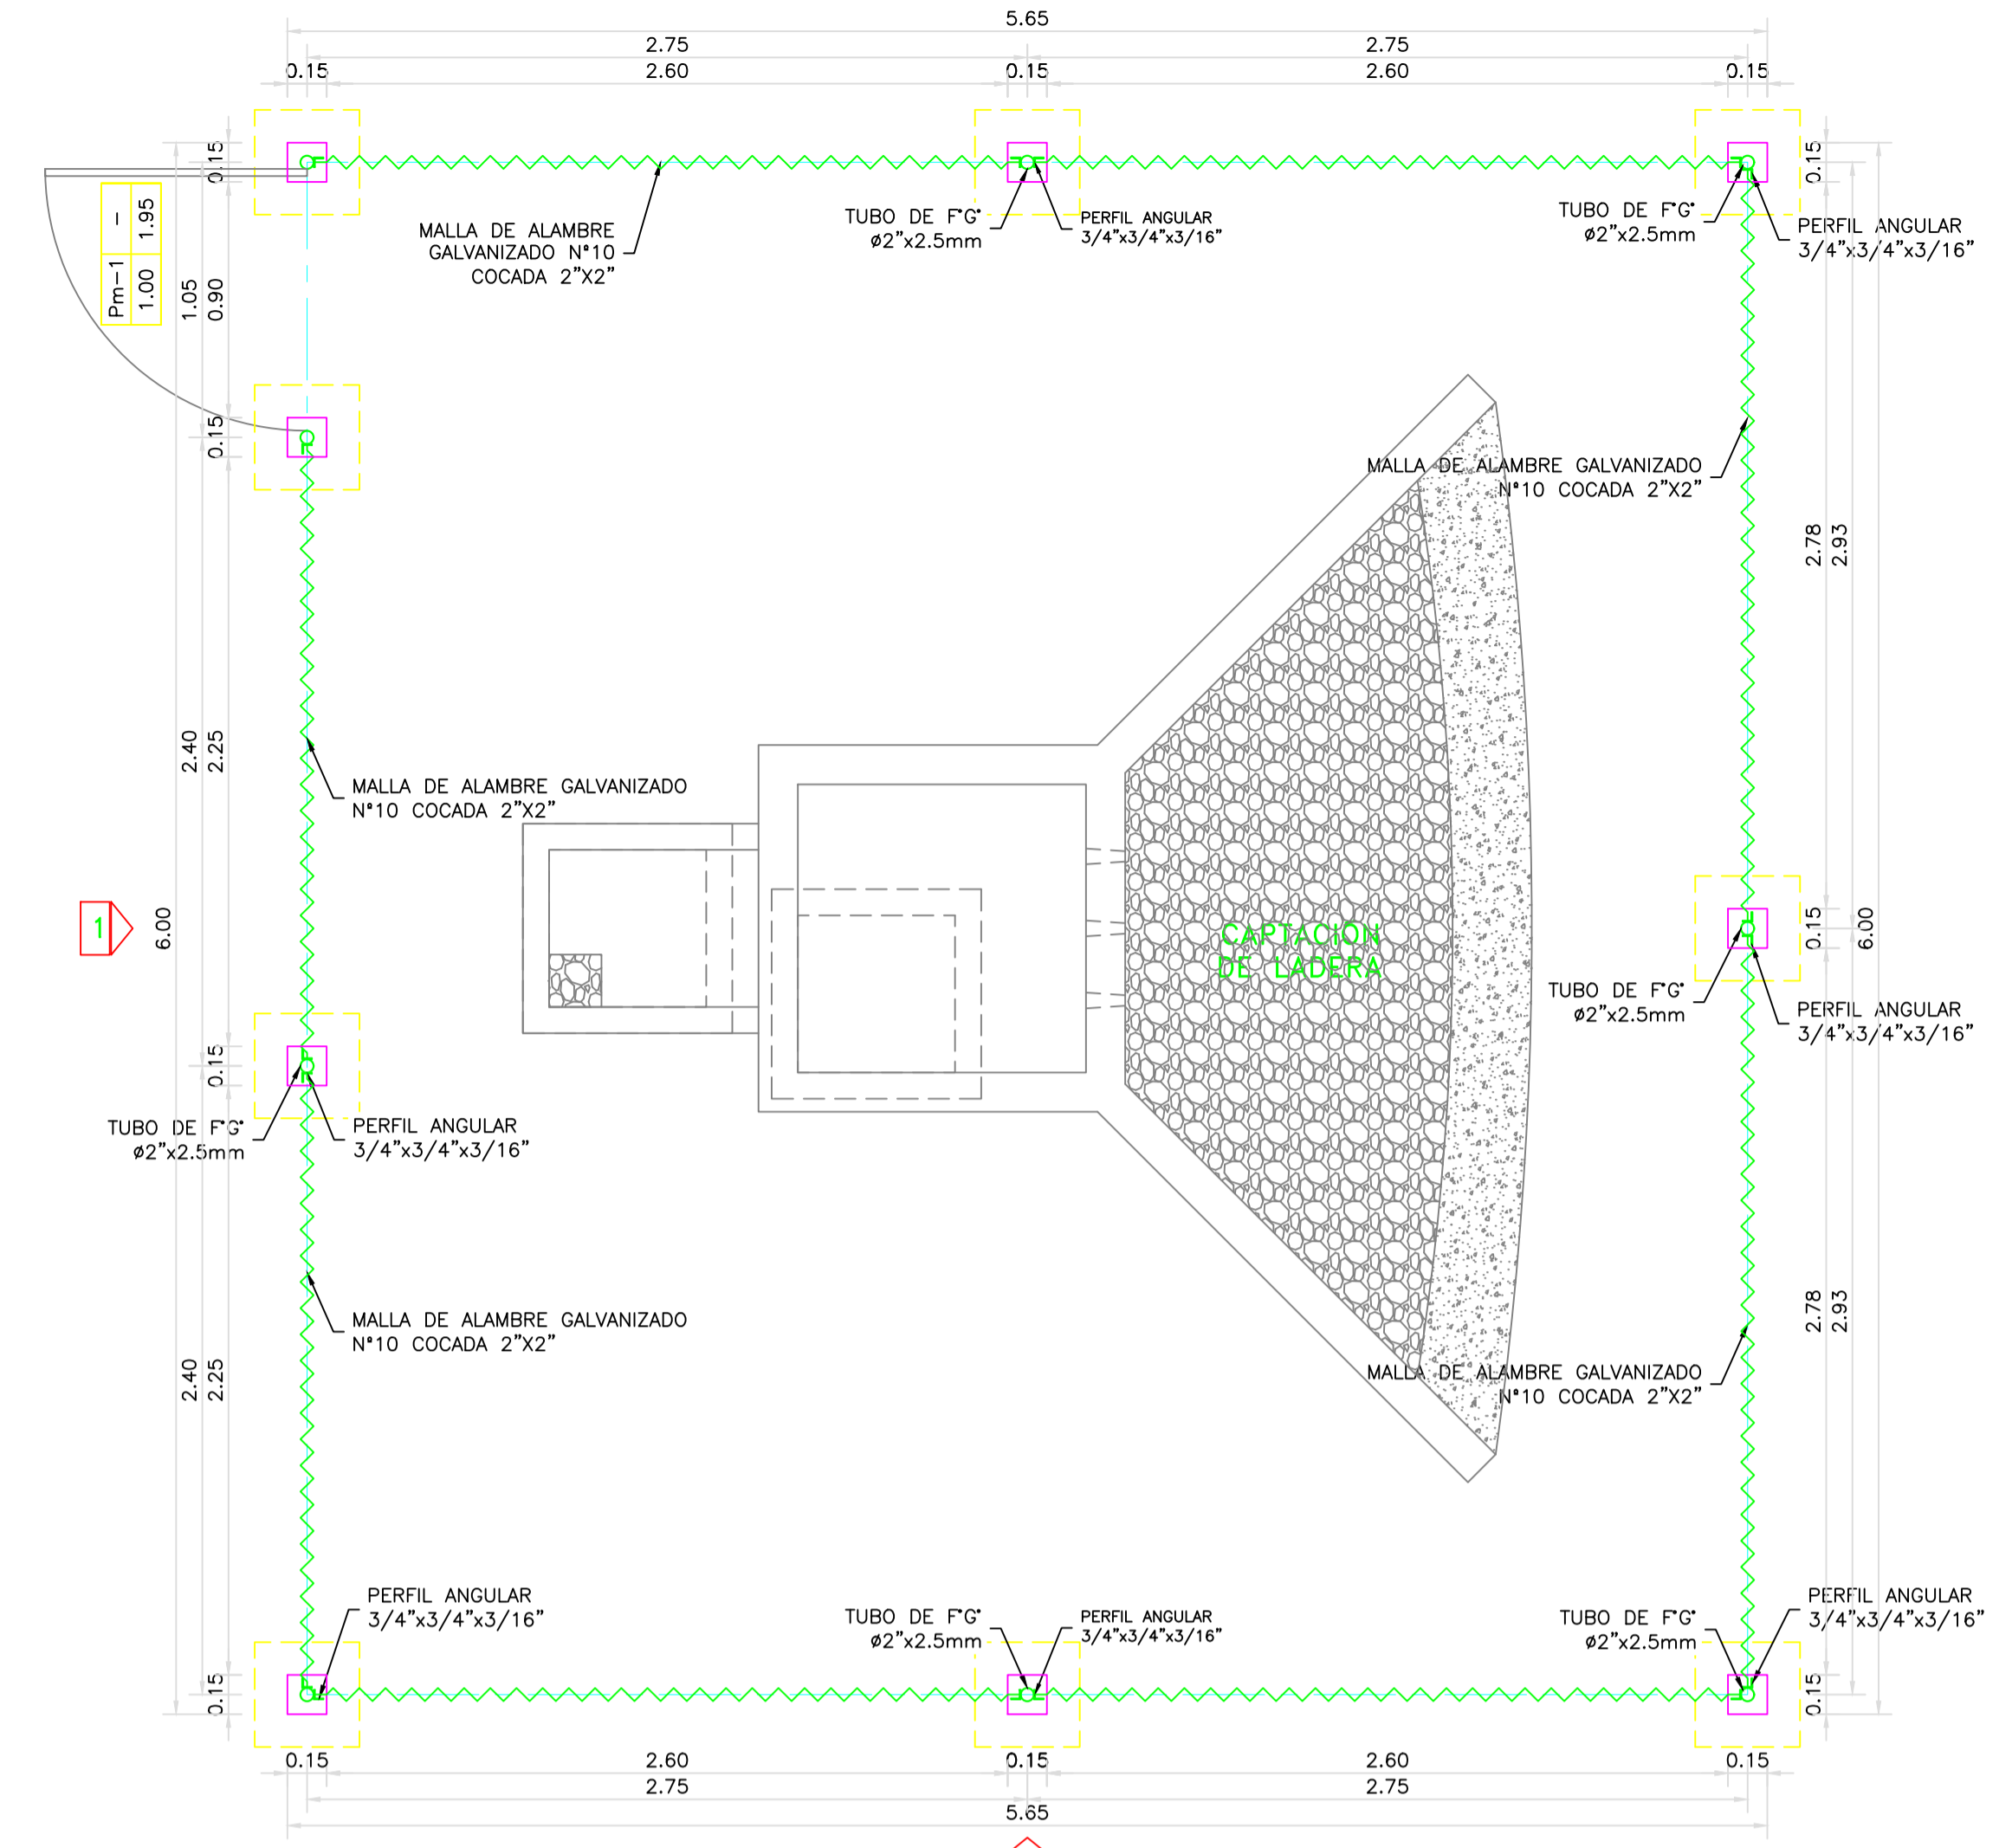 5.65
2.75 2.75
0.15 2.60 0.15 2.60 0.15
0.15
0.15
Pm-1 -
1.00 1.95
1.05
0.90
MALLA DE ALAMBRE
GALVANIZADO Nº10
COCADA 2"X2"
TUBO DE F°G°
ø2"x2.5mm
PERFIL ANGULAR
3/4"x3/4"x3/16"
TUBO DE F°G°
ø2"x2.5mm
PERFIL ANGULAR
3/4"x3/4"x3/16"
0.15
MALLA DE ALAMBRE GALVANIZADO
Nº10 COCADA 2"X2"
2.78
2.93
2.40
2.25
MALLA DE ALAMBRE GALVANIZADO
Nº10 COCADA 2"X2"
1
6.00
CAPTACIÓN
DE LADERA
0.15
6.00
TUBO DE F°G°
ø2"x2.5mm
PERFIL ANGULAR
3/4"x3/4"x3/16"
0.15
TUBO DE F°G°
ø2"x2.5mm
PERFIL ANGULAR
3/4"x3/4"x3/16"
MALLA DE ALAMBRE GALVANIZADO
Nº10 COCADA 2"X2"
2.78
2.93
2.40
2.25
MALLA DE ALAMBRE GALVANIZADO
Nº10 COCADA 2"X2"
PERFIL ANGULAR
3/4"x3/4"x3/16"
TUBO DE F°G°
ø2"x2.5mm
PERFIL ANGULAR
3/4"x3/4"x3/16"
TUBO DE F°G°
ø2"x2.5mm
PERFIL ANGULAR
3/4"x3/4"x3/16"
0.15
0.15
0.15 2.60 0.15 2.60 0.15
2.75 2.75
5.65